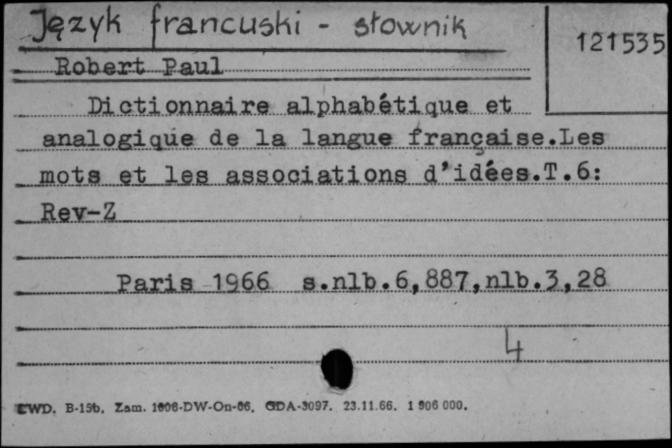 Język francuski - słownik
121535
Robert Paul
Dictionnaire alphabétique et
analogique de la langue française.Les
mots et les associations d'idées.T.6:
Rev-Z
Paris 1966 s.nlb.6,887,nlb.3,28
4
CWD. B-15b. Zam. 1606-DW-On-66. GDA-3097. 23.11.66. 1 906 000.